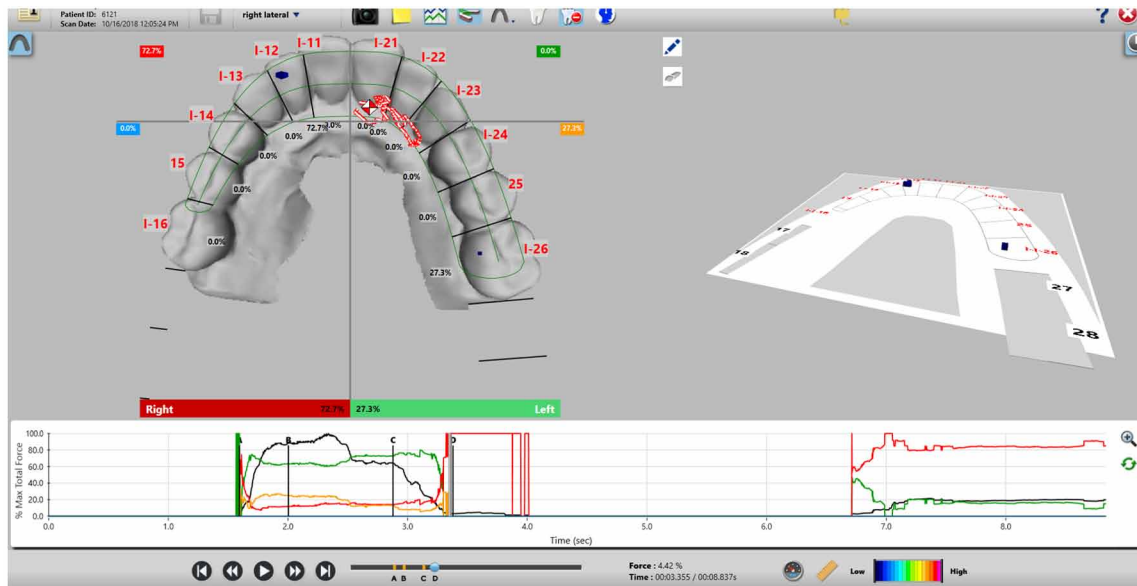 Patient ID: 6121
Scan Date: 10/16/2018 12:05:24 PM
right lateral
?
72.7%
0.0%
I-12
I-11
I-21
I-22
I-13
I-23
I-14
I-24
0.0%
27.3%
0.0%
72.7%
0.0%
0.0%
0.0%
0.0%
0.0%
15
25
0.0%
0.0%
0.0%
I-16
0.0%
I-26
27.3%
17
18
25
27
28
Right 72.7% 27.3% Left
% Max Total Force
100.0
80.0
60.0
40.0
20.0
0.0
A B C D
0.0 1.0 2.0 3.0 4.0 5.0 6.0 7.0 8.0
Time (sec)
A B C D
Force : 4.42 %
Time : 00:03.355 / 00:08.837s
Low High